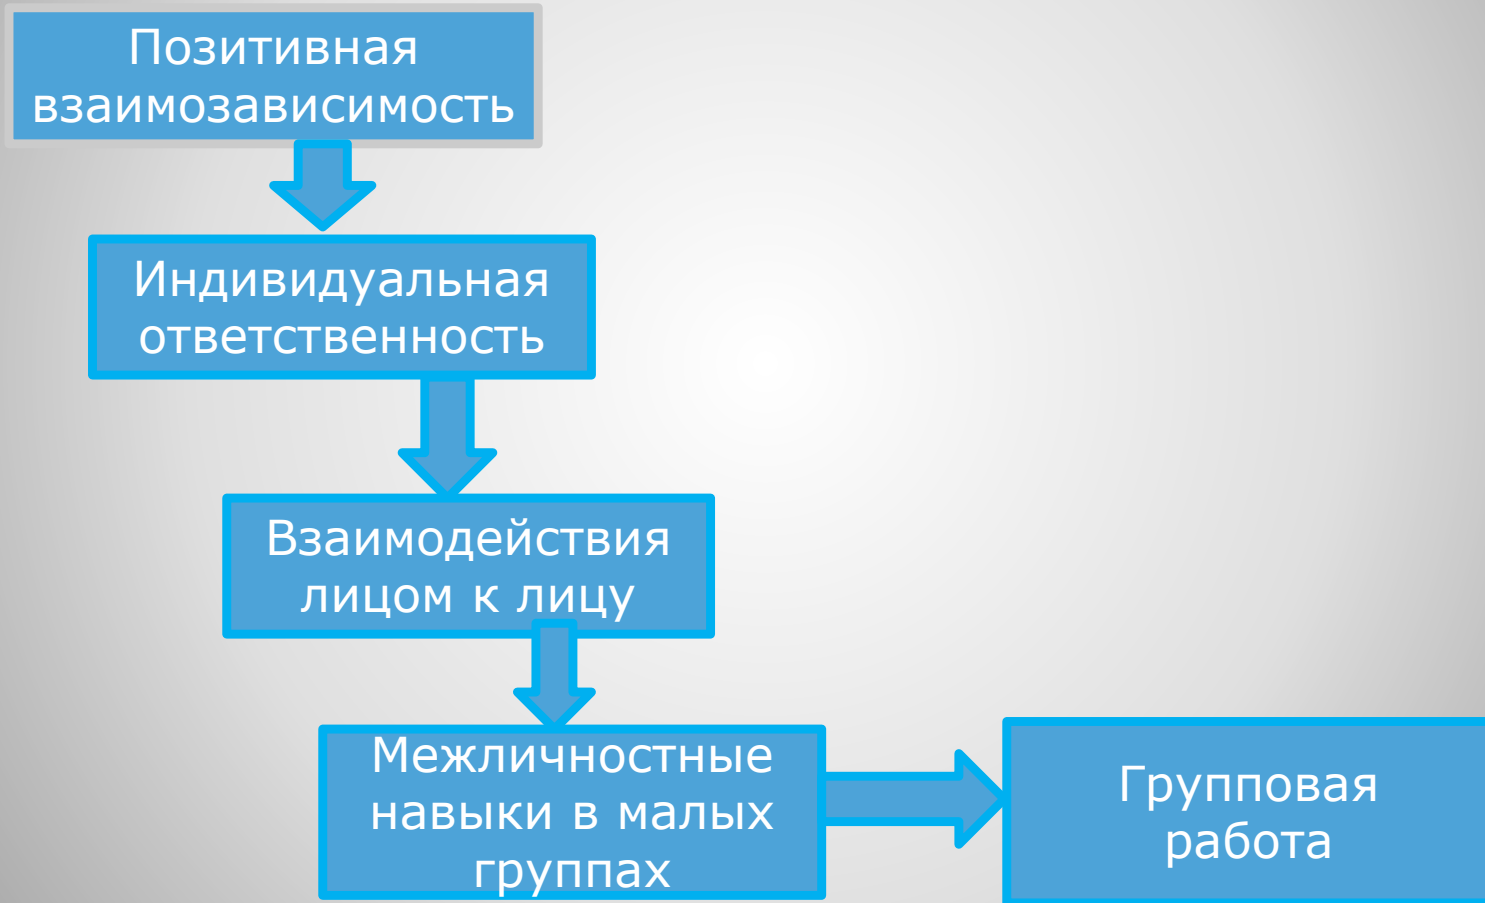 Позитивная
взаимозависимость
Индивидуальная
ответственность
Взаимодействия
лицом к лицу
Межличностные
навыки в малых
группах
Групповая
работа